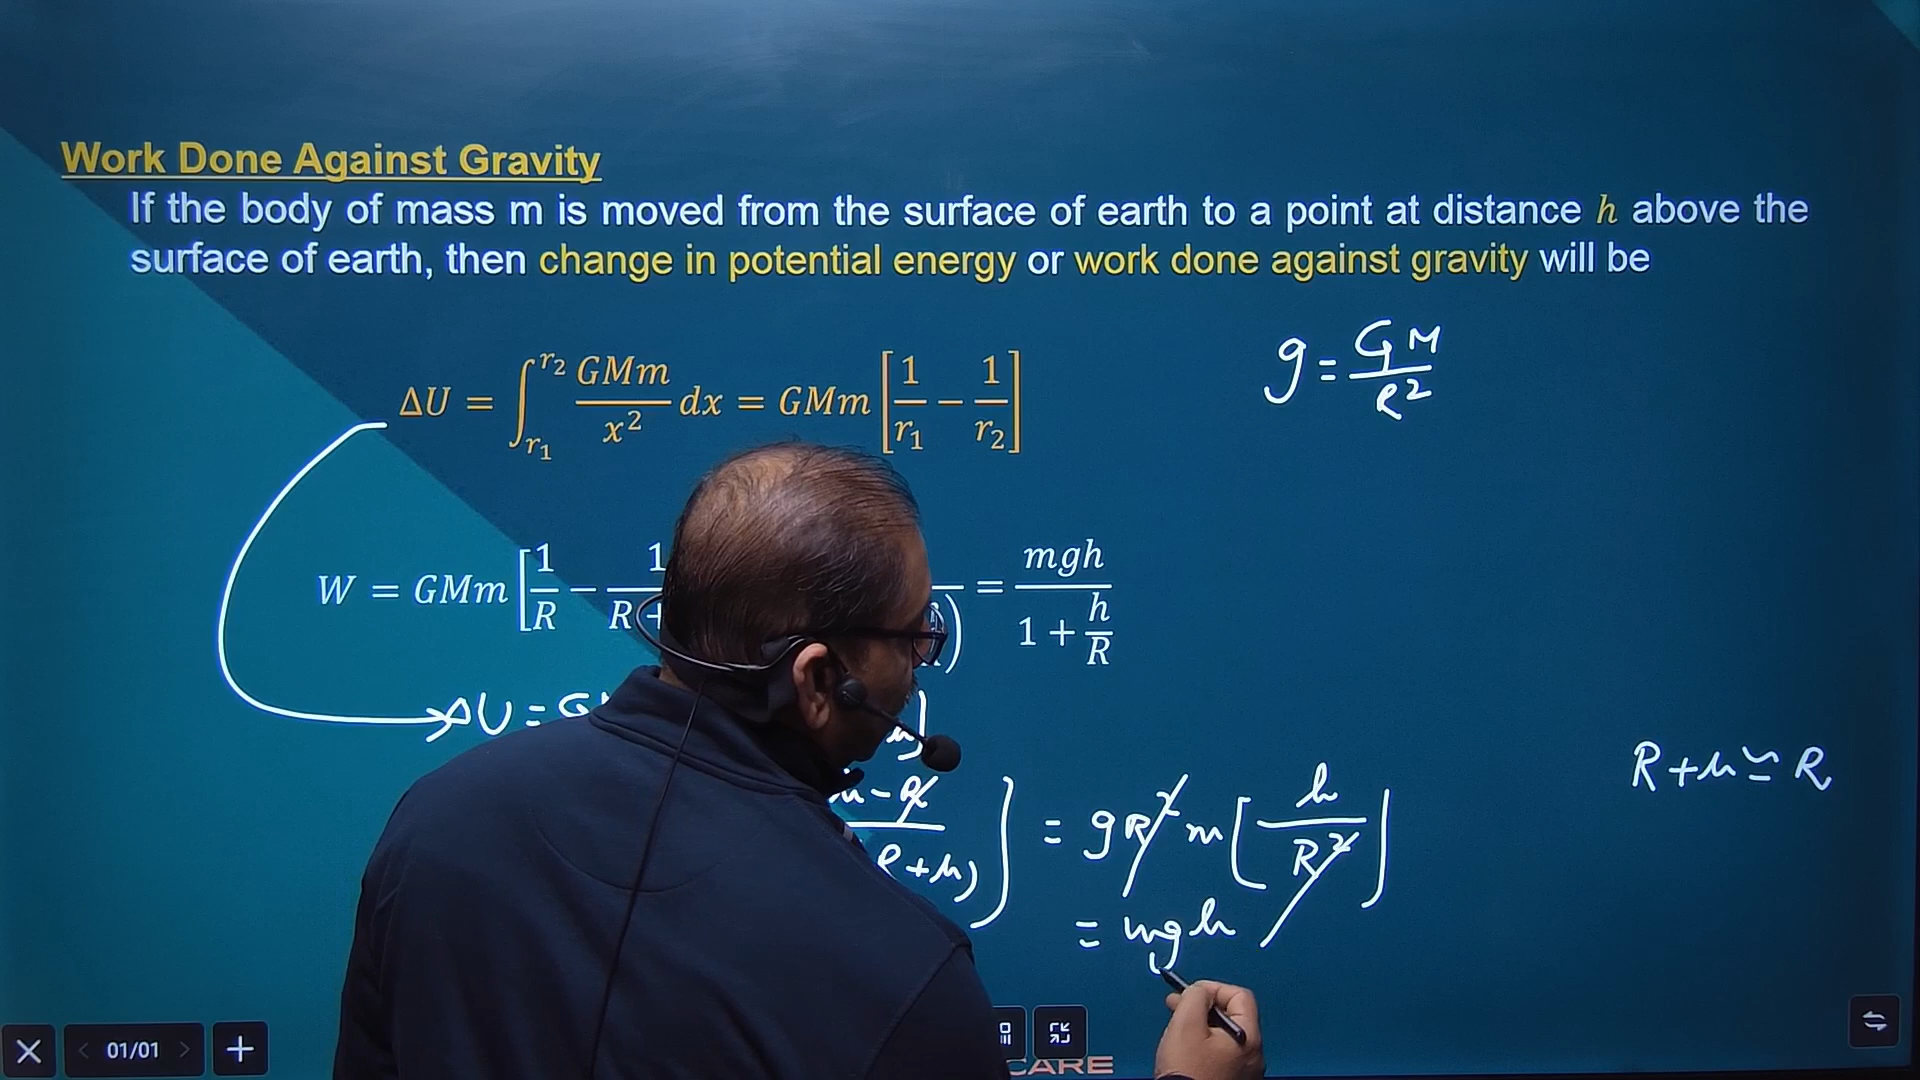 Work Done Against Gravity
If the body of mass m is moved from the surface of earth to a point at distance h above the
surface of earth, then change in potential energy or work done against gravity will be
ΔU = ∫_{r₁}^{r₂} GMm/x² dx = GMm [1/r₁ − 1/r₂]
g = GM/R²
W = GMm [1/R − 1/R+ ) = mgh/(1 + h/R)
ΔU = G
R+h ≃ R
h − R / R+h) ] = gR² m [h/R²]
= mgh
01/01
CARE